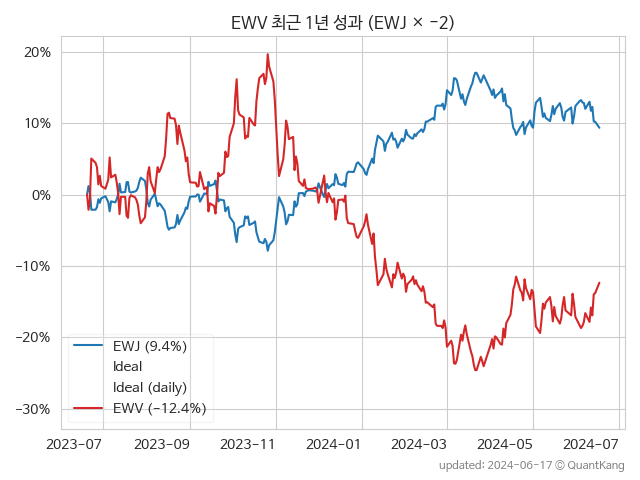 EWV 최근 1년 성과 (EWJ × −2)
20%
10%
0%
−10%
−20%
−30%
EWJ (9.4%)
Ideal
Ideal (daily)
EWV (−12.4%)
2023-07 2023-09 2023-11 2024-01 2024-03 2024-05 2024-07
updated: 2024-06-17 © QuantKang